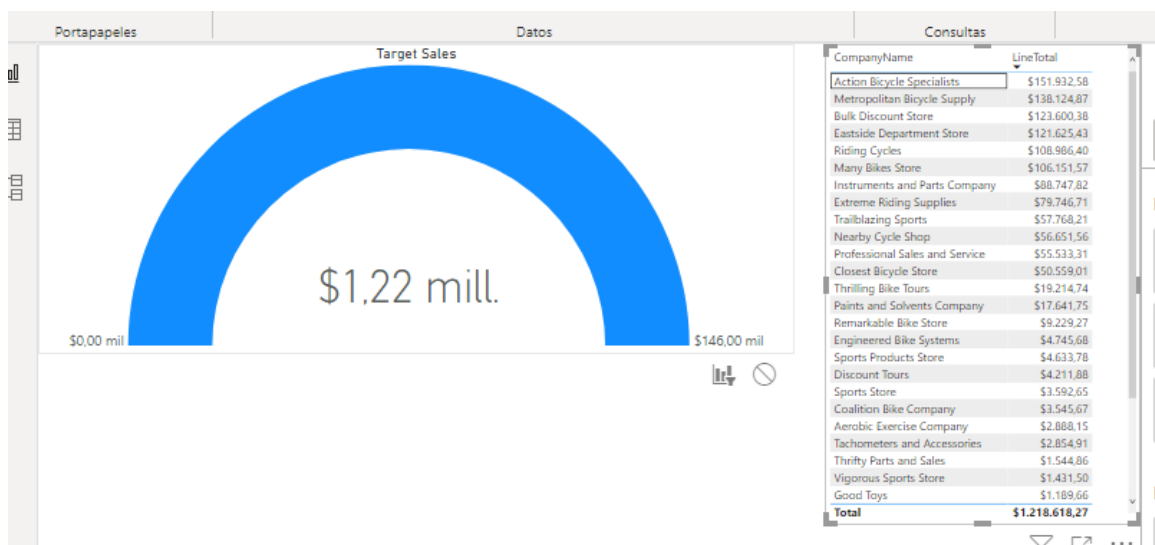 Portapapeles
Datos
Consultas
Target Sales
$1,22 mill.
$0,00 mil
$146,00 mil
CompanyName LineTotal
Action Bicycle Specialists $151.932,58
Metropolitan Bicycle Supply $138.124,87
Bulk Discount Store $123.600,38
Eastside Department Store $121.625,43
Riding Cycles $108.986,40
Many Bikes Store $106.151,57
Instruments and Parts Company $88.747,82
Extreme Riding Supplies $79.746,71
Trailblazing Sports $57.768,21
Nearby Cycle Shop $56.651,56
Professional Sales and Service $55.533,31
Closest Bicycle Store $50.559,01
Thrilling Bike Tours $19.214,74
Paints and Solvents Company $17.641,75
Remarkable Bike Store $9.229,27
Engineered Bike Systems $4.745,68
Sports Products Store $4.633,78
Discount Tours $4.211,88
Sports Store $3.592,65
Coalition Bike Company $3.545,67
Aerobic Exercise Company $2.888,15
Tachometers and Accessories $2.854,91
Thrifty Parts and Sales $1.544,86
Vigorous Sports Store $1.431,50
Good Toys $1.189,66
Total $1.218.618,27